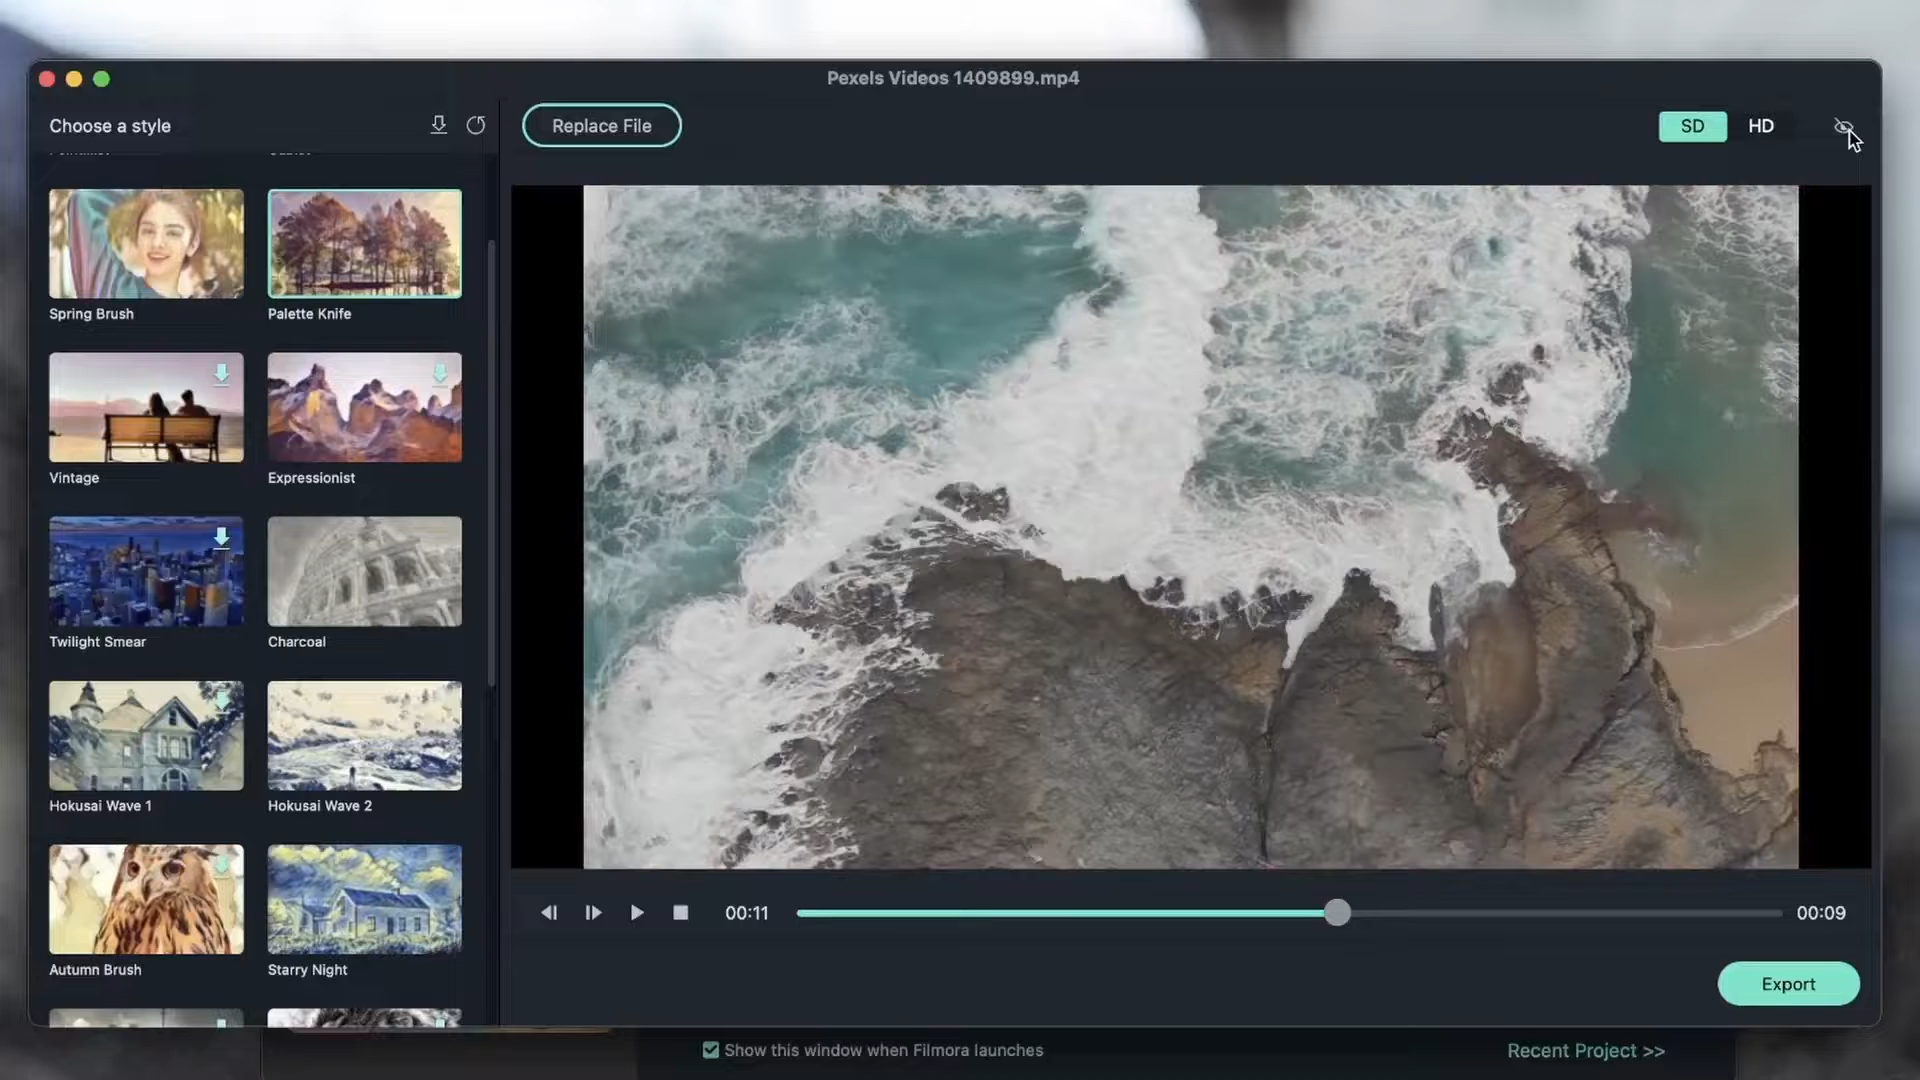 Pexels Videos 1409899.mp4
Choose a style
Replace File
SD
HD
Spring Brush
Palette Knife
Vintage
Expressionist
Twilight Smear
Charcoal
Hokusai Wave 1
Hokusai Wave 2
Autumn Brush
Starry Night
00:11
00:09
Export
Show this window when Filmora launches
Recent Project >>